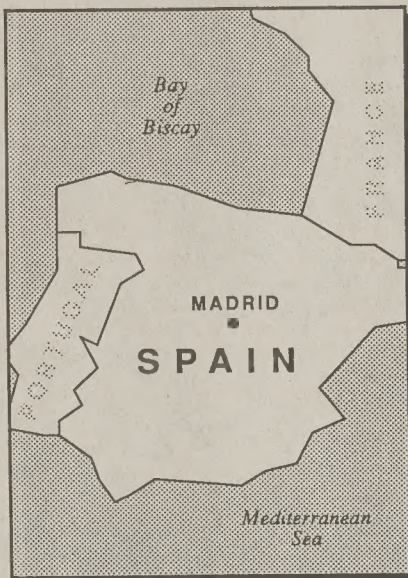 Bay
of
Biscay
FRANCE
PORTUGAL
MADRID
SPAIN
Mediterranean
Sea